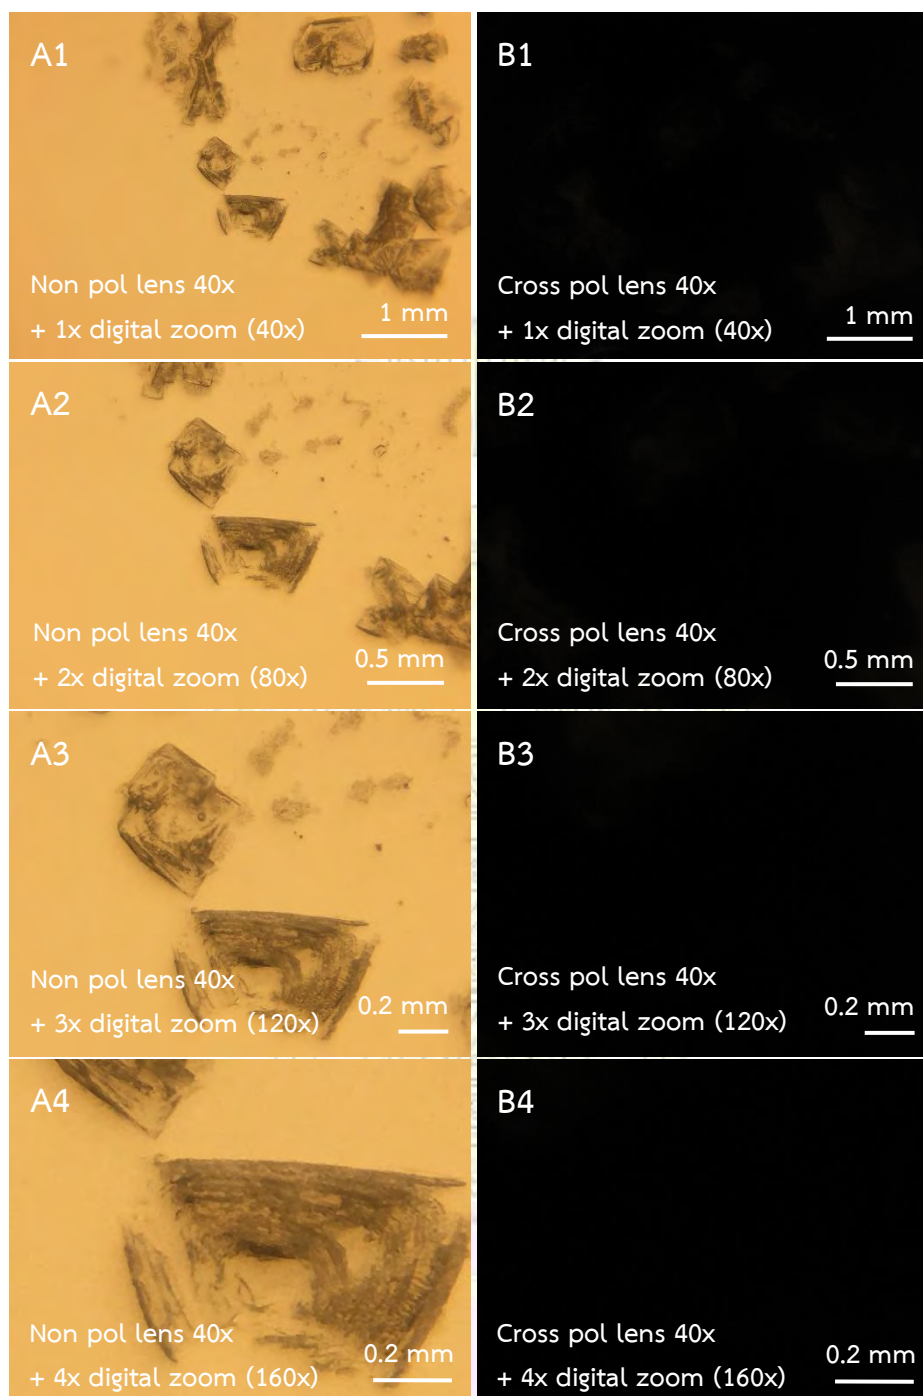 A1
Non pol lens 40x
+ 1x digital zoom (40x)
1 mm
B1
Cross pol lens 40x
+ 1x digital zoom (40x)
1 mm
A2
Non pol lens 40x
+ 2x digital zoom (80x)
0.5 mm
B2
Cross pol lens 40x
+ 2x digital zoom (80x)
0.5 mm
A3
Non pol lens 40x
+ 3x digital zoom (120x)
0.2 mm
B3
Cross pol lens 40x
+ 3x digital zoom (120x)
0.2 mm
A4
Non pol lens 40x
+ 4x digital zoom (160x)
0.2 mm
B4
Cross pol lens 40x
+ 4x digital zoom (160x)
0.2 mm